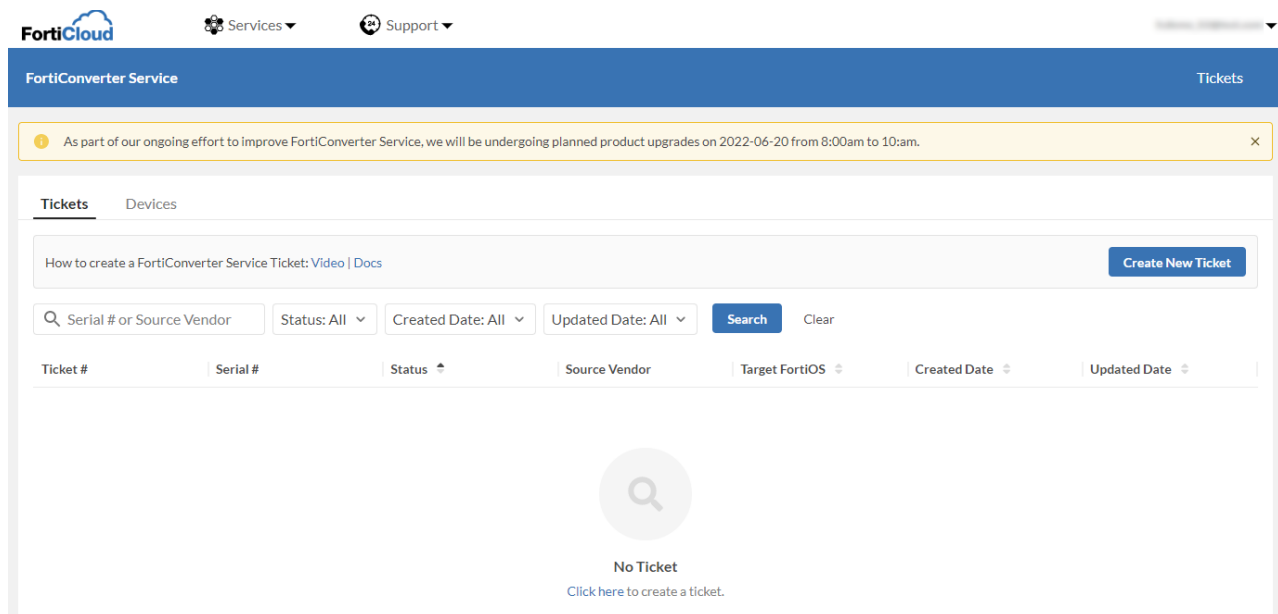 FortiCloud Services 24 Support
FortiConverter Service Tickets
As part of our ongoing effort to improve FortiConverter Service, we will be undergoing planned product upgrades on 2022-06-20 from 8:00am to 10:am.
Tickets Devices
How to create a FortiConverter Service Ticket: Video | Docs Create New Ticket
Serial # or Source Vendor Status: All Created Date: All Updated Date: All Search Clear
Ticket # Serial # Status Source Vendor Target FortiOS Created Date Updated Date
No Ticket
Click here to create a ticket.